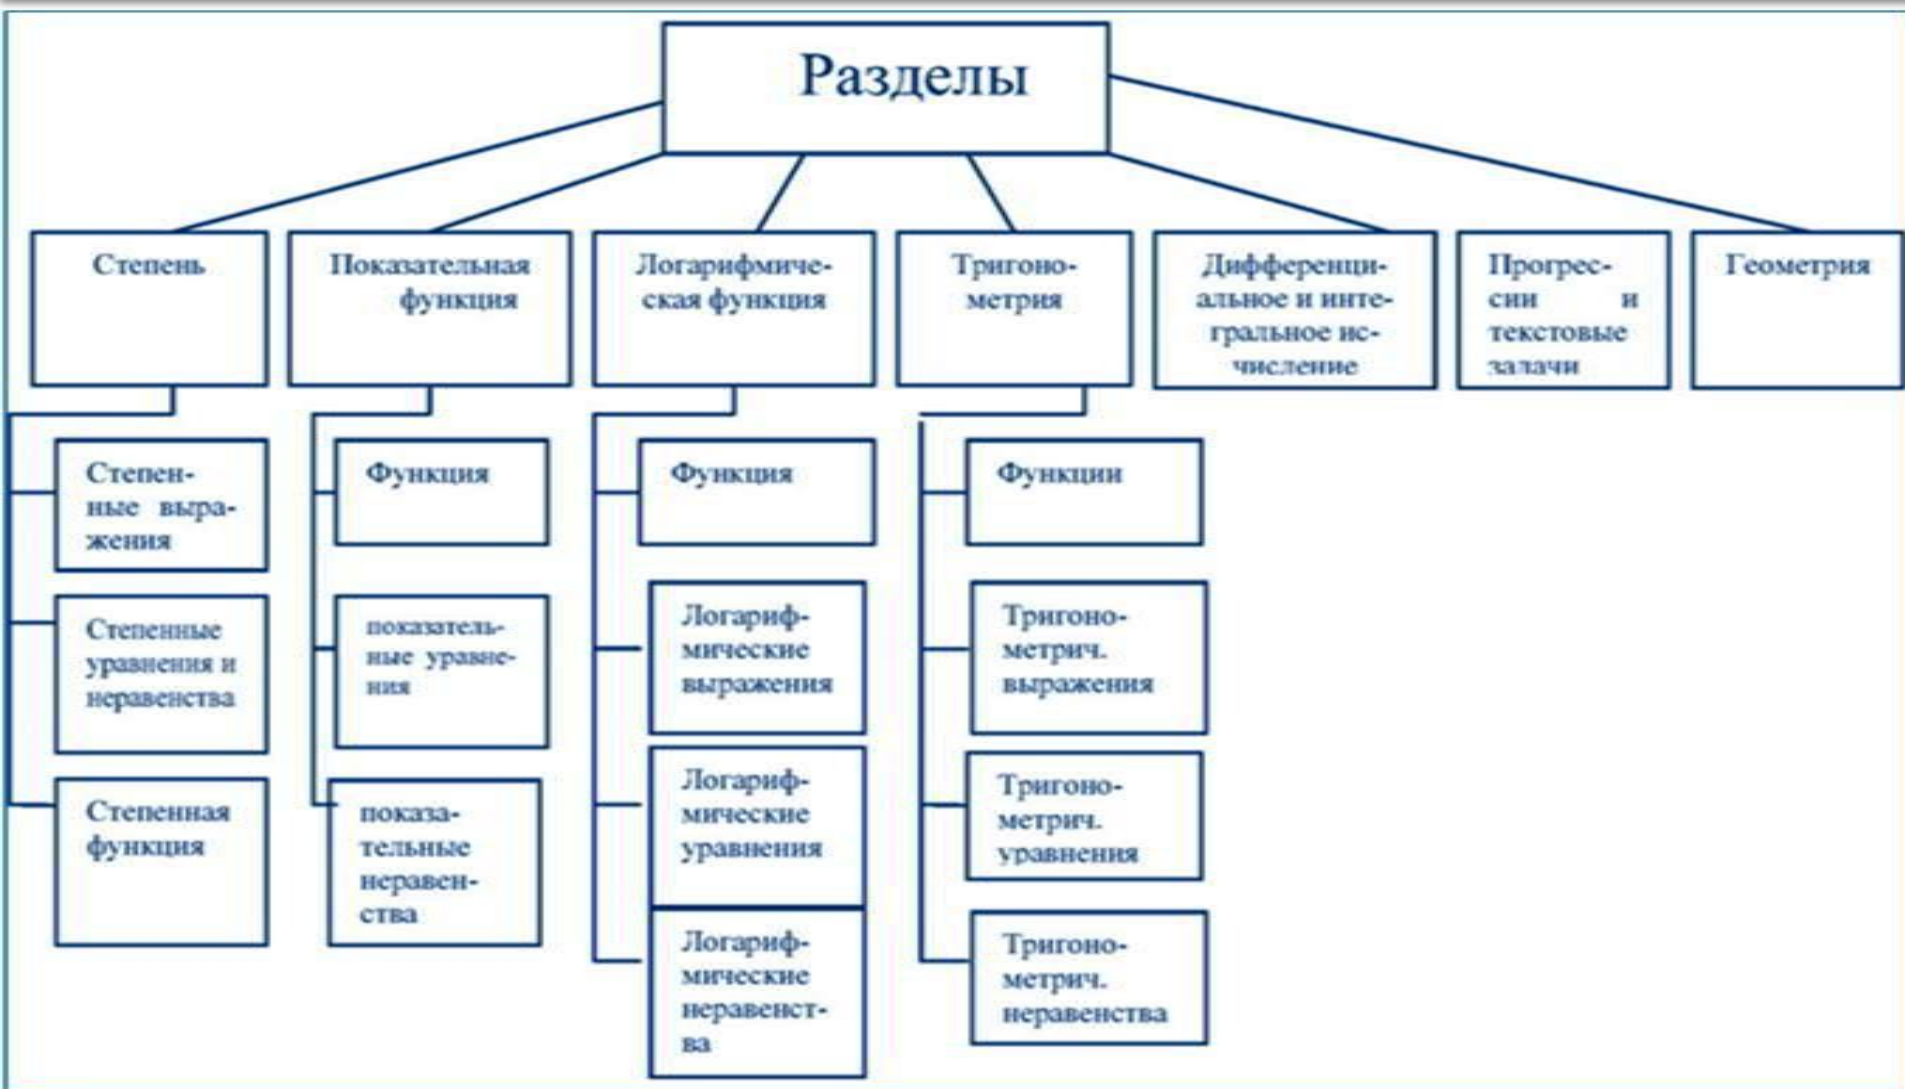 Разделы
Степень
Показательная
функция
Логарифмиче-
ская функция
Тригоно-
метрия
Дифференци-
альное и инте-
гральное ис-
числение
Прогрес-
сии и
текстовые
задачи
Геометрия
Степен-
ные выра-
жения
Степенные
уравнения и
неравенства
Степенная
функция
Функция
показатель-
ные уравне-
ния
показа-
тельные
неравен-
ства
Функция
Логариф-
мические
выражения
Логариф-
мические
уравнения
Логариф-
мические
неравенст-
ва
Функции
Тригоно-
метрич.
выражения
Тригоно-
метрич.
уравнения
Тригоно-
метрич.
неравенства